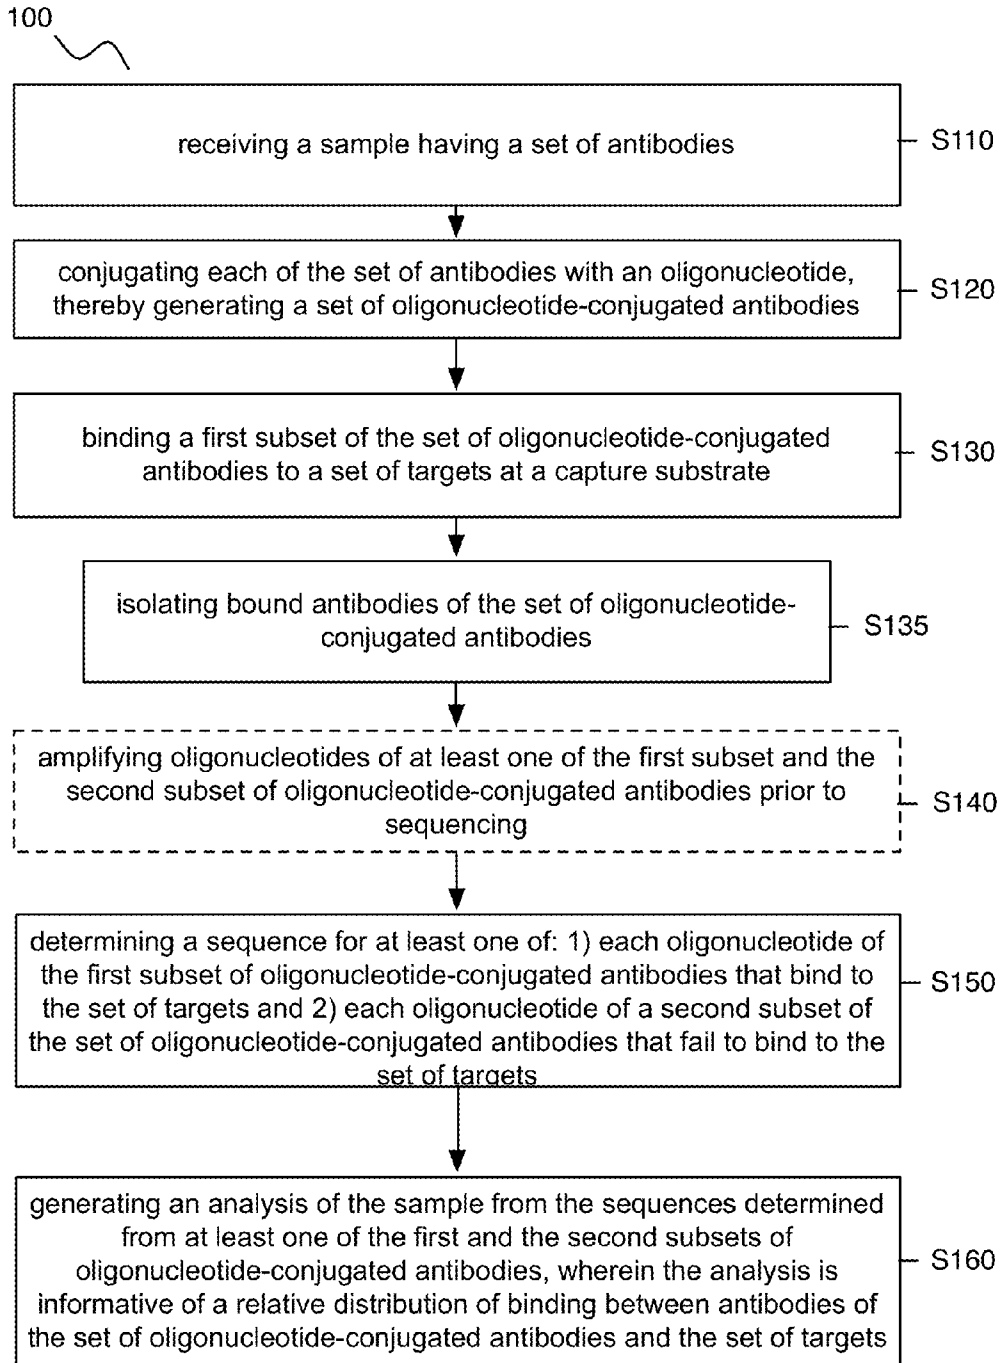 100
receiving a sample having a set of antibodies
S110
conjugating each of the set of antibodies with an oligonucleotide,
thereby generating a set of oligonucleotide-conjugated antibodies
S120
binding a first subset of the set of oligonucleotide-conjugated
antibodies to a set of targets at a capture substrate
S130
isolating bound antibodies of the set of oligonucleotide-
conjugated antibodies
S135
amplifying oligonucleotides of at least one of the first subset and the
second subset of oligonucleotide-conjugated antibodies prior to
sequencing
S140
determining a sequence for at least one of: 1) each oligonucleotide of
the first subset of oligonucleotide-conjugated antibodies that bind to
the set of targets and 2) each oligonucleotide of a second subset of
the set of oligonucleotide-conjugated antibodies that fail to bind to the
set of targets
S150
generating an analysis of the sample from the sequences determined
from at least one of the first and the second subsets of
oligonucleotide-conjugated antibodies, wherein the analysis is
informative of a relative distribution of binding between antibodies of
the set of oligonucleotide-conjugated antibodies and the set of targets
S160